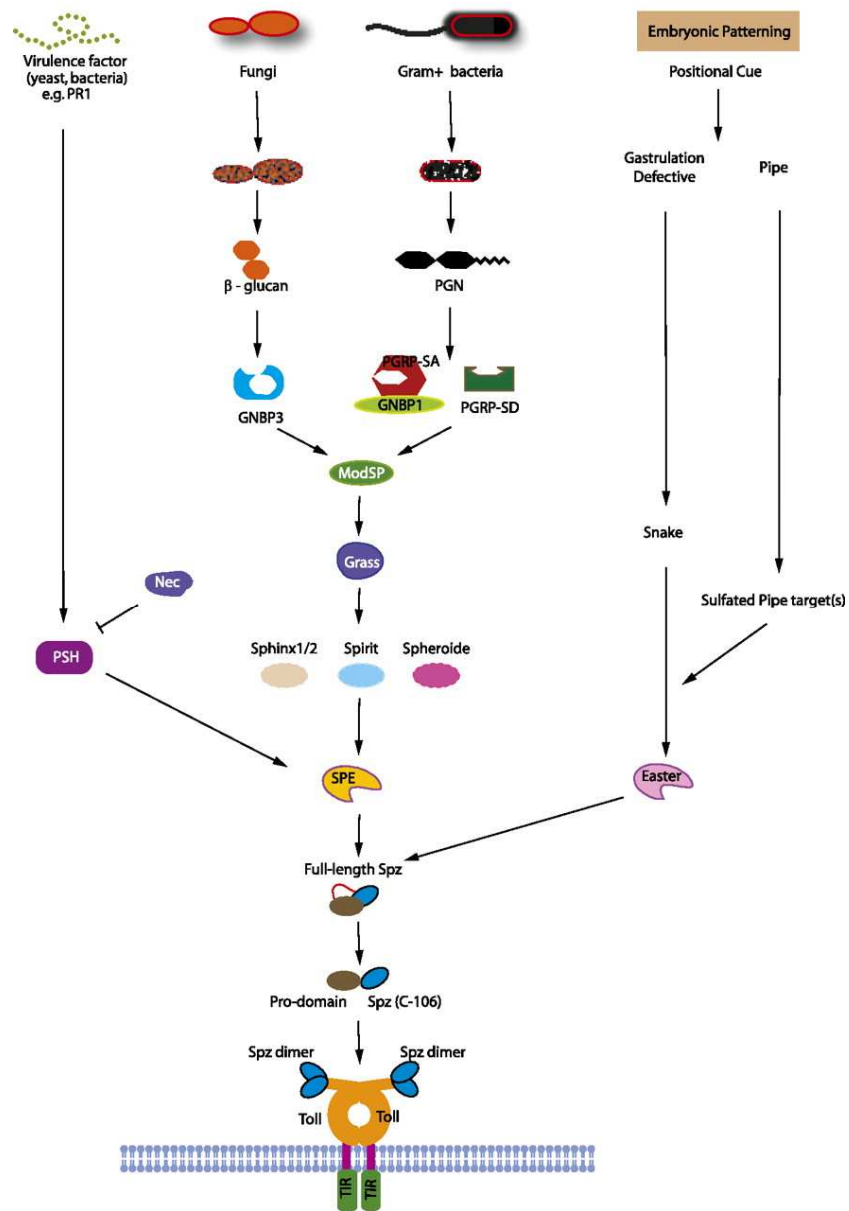 Virulence factor
(yeast, bacteria)
e.g. PR1
Fungi
Gram+ bacteria
Embryonic Patterning
Positional Cue
Gastrulation
Defective
Pipe
β - glucan
PGN
PGRP-SA
GNBP1
GNBP3
PGRP-SD
ModSP
Grass
Nec
PSH
Snake
Sulfated Pipe target(s)
Sphinx1/2
Spirit
Spheroide
SPE
Easter
Full-length Spz
Pro-domain
Spz (C-106)
Spz dimer
Spz dimer
Toll
Toll
TIR
TIR